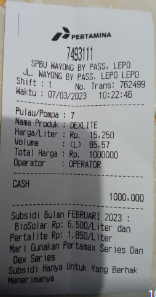 PERTAMINA
7493111
SPBU WAYONG BY PASS, LEPO
JL. WAYONG BY PASS, LEPO LEPO
Shift : 1 No. Trans: 762499
Waktu : 07/03/2023 10:22:46
Pulau/Pompa : 7
Nama Produk : DEXLITE
Harga/Liter : Rp. 15,250
Volume : (L) 65.57
Total Harga : Rp. 1000000
Operator : OPERATOR
CASH
1000.000
Subsidi Bulan FEBRUARI 2023 :
BioSolar Rp 6.500/Liter dan
Pertalite Rp 1.850/Liter
Mari Gunakan Pertamax Series Dan
Dex Series
Subsidi Hanya Untuk Yang Berhak
Menerimanya